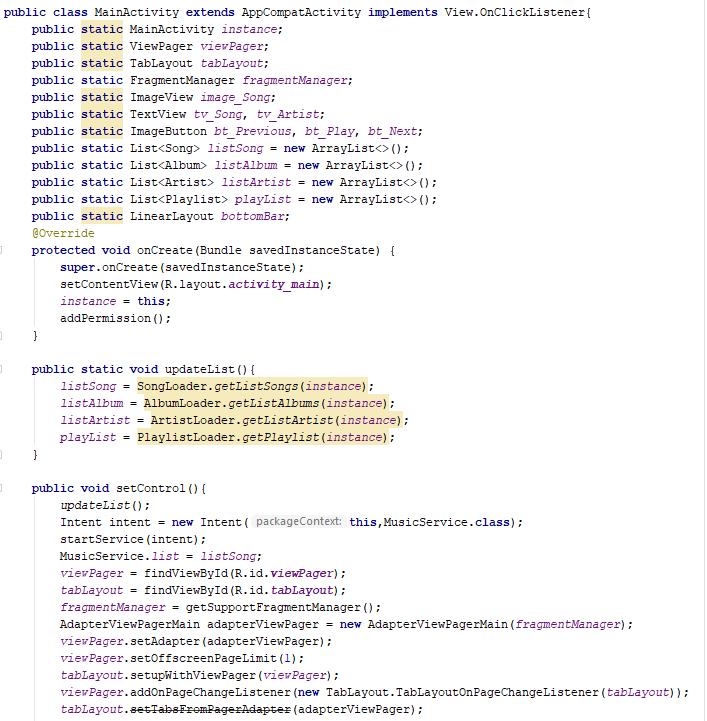 public class MainActivity extends AppCompatActivity implements View.OnClickListener{
    public static MainActivity instance;
    public static ViewPager viewPager;
    public static TabLayout tabLayout;
    public static FragmentManager fragmentManager;
    public static ImageView image_Song;
    public static TextView tv_Song, tv_Artist;
    public static ImageButton bt_Previous, bt_Play, bt_Next;
    public static List<Song> listSong = new ArrayList<>();
    public static List<Album> listAlbum = new ArrayList<>();
    public static List<Artist> listArtist = new ArrayList<>();
    public static List<Playlist> playList = new ArrayList<>();
    public static LinearLayout bottomBar;
    @Override
    protected void onCreate(Bundle savedInstanceState) {
        super.onCreate(savedInstanceState);
        setContentView(R.layout.activity_main);
        instance = this;
        addPermission();
    }

    public static void updateList(){
        listSong = SongLoader.getListSongs(instance);
        listAlbum = AlbumLoader.getListAlbums(instance);
        listArtist = ArtistLoader.getListArtist(instance);
        playList = PlaylistLoader.getPlaylist(instance);
    }

    public void setControl(){
        updateList();
        Intent intent = new Intent( packageContext: this,MusicService.class);
        startService(intent);
        MusicService.list = listSong;
        viewPager = findViewById(R.id.viewPager);
        tabLayout = findViewById(R.id.tabLayout);
        fragmentManager = getSupportFragmentManager();
        AdapterViewPagerMain adapterViewPager = new AdapterViewPagerMain(fragmentManager);
        viewPager.setAdapter(adapterViewPager);
        viewPager.setOffscreenPageLimit(1);
        tabLayout.setupWithViewPager(viewPager);
        viewPager.addOnPageChangeListener(new TabLayout.TabLayoutOnPageChangeListener(tabLayout));
        tabLayout.setTabsFromPagerAdapter(adapterViewPager);